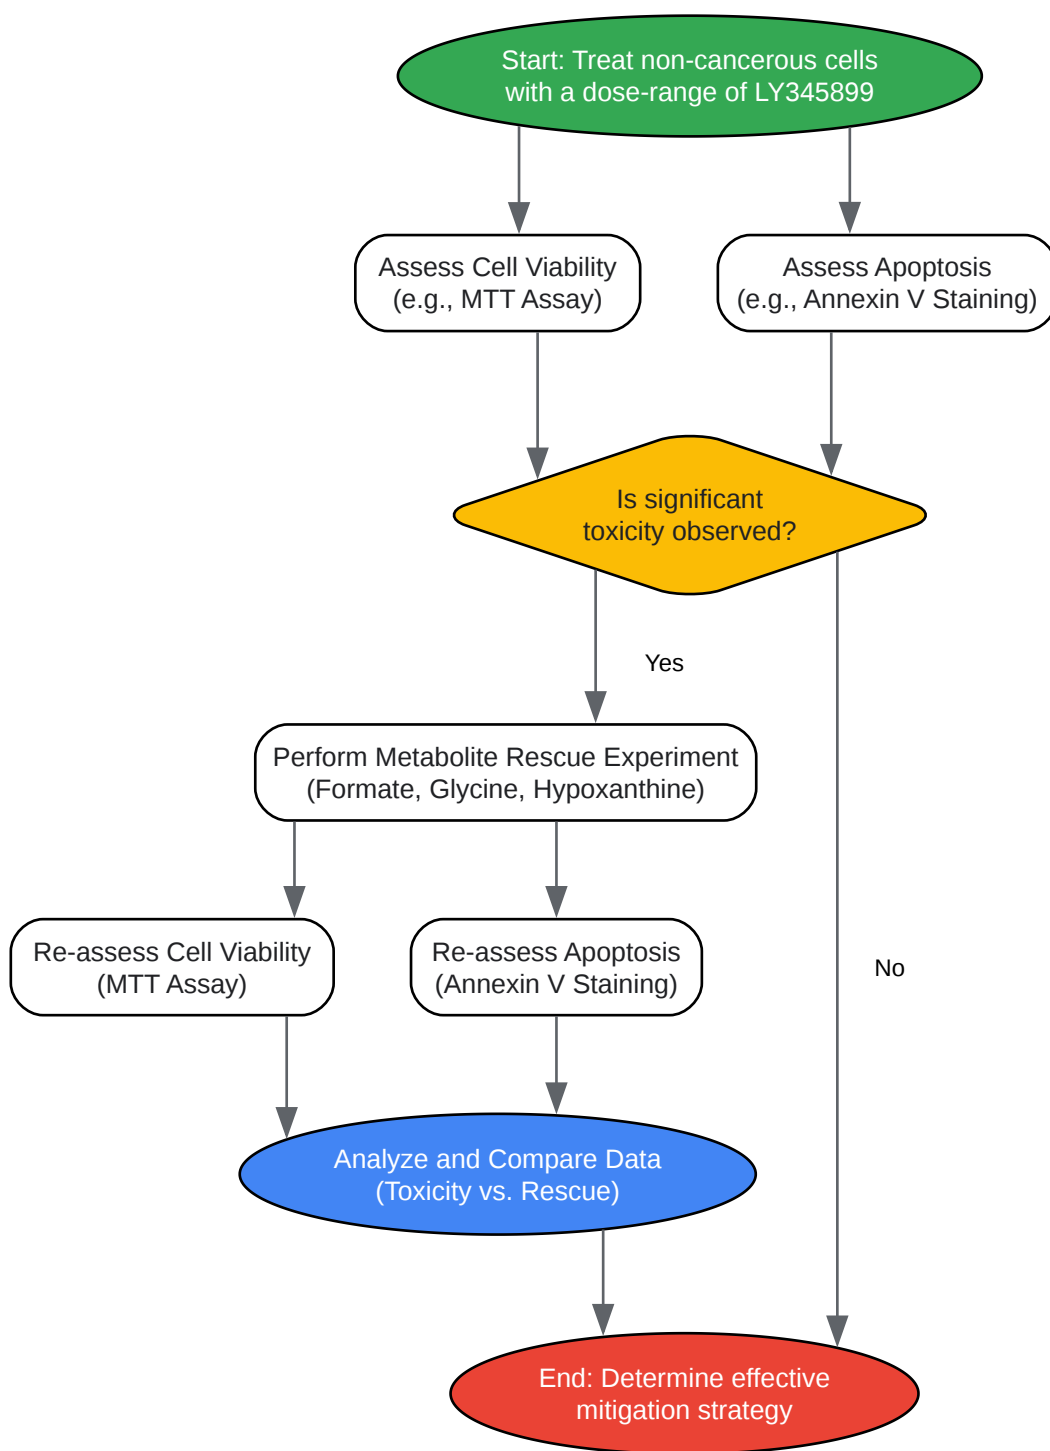 Start: Treat non-cancerous cells
with a dose-range of LY345899
Assess Cell Viability
(e.g., MTT Assay)
Assess Apoptosis
(e.g., Annexin V Staining)
Is significant
toxicity observed?
Yes
Perform Metabolite Rescue Experiment
(Formate, Glycine, Hypoxanthine)
Re-assess Cell Viability
(MTT Assay)
Re-assess Apoptosis
(Annexin V Staining)
No
Analyze and Compare Data
(Toxicity vs. Rescue)
End: Determine effective
mitigation strategy